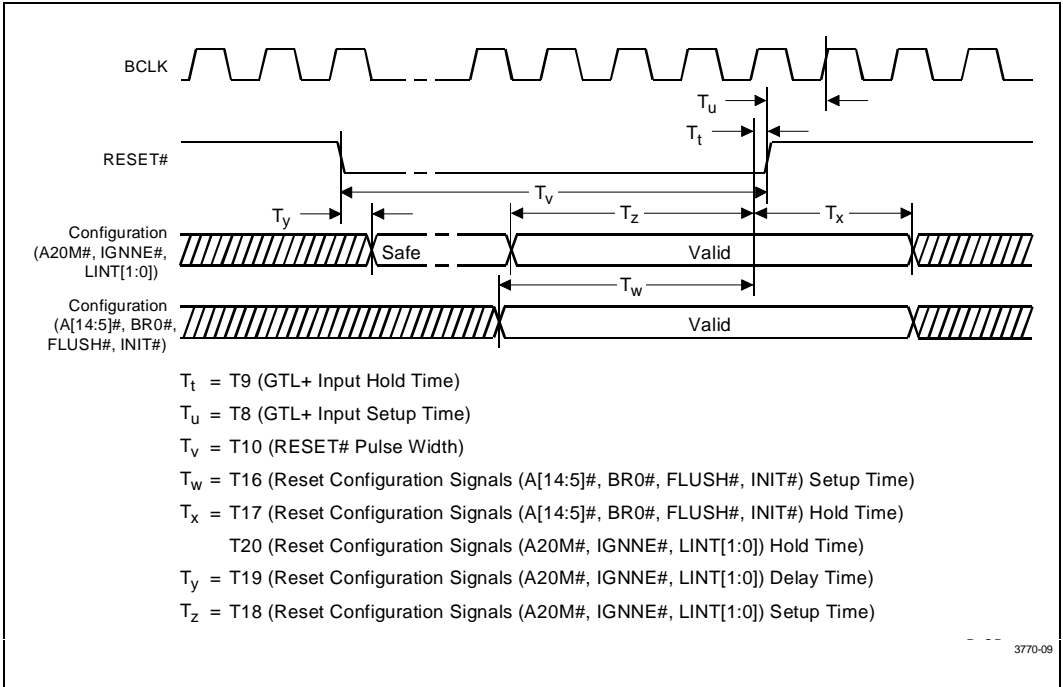 BCLK
Tu
Tt
RESET#
Tv
Ty
Tz
Tx
Configuration
(A20M#, IGNNE#,
LINT[1:0])
Safe
Valid
Tw
Configuration
(A[14:5]#, BR0#,
FLUSH#, INIT#)
Valid
Tt = T9 (GTL+ Input Hold Time)
Tu = T8 (GTL+ Input Setup Time)
Tv = T10 (RESET# Pulse Width)
Tw = T16 (Reset Configuration Signals (A[14:5]#, BR0#, FLUSH#, INIT#) Setup Time)
Tx = T17 (Reset Configuration Signals (A[14:5]#, BR0#, FLUSH#, INIT#) Hold Time)
T20 (Reset Configuration Signals (A20M#, IGNNE#, LINT[1:0]) Hold Time)
Ty = T19 (Reset Configuration Signals (A20M#, IGNNE#, LINT[1:0]) Delay Time)
Tz = T18 (Reset Configuration Signals (A20M#, IGNNE#, LINT[1:0]) Setup Time)
3770-09